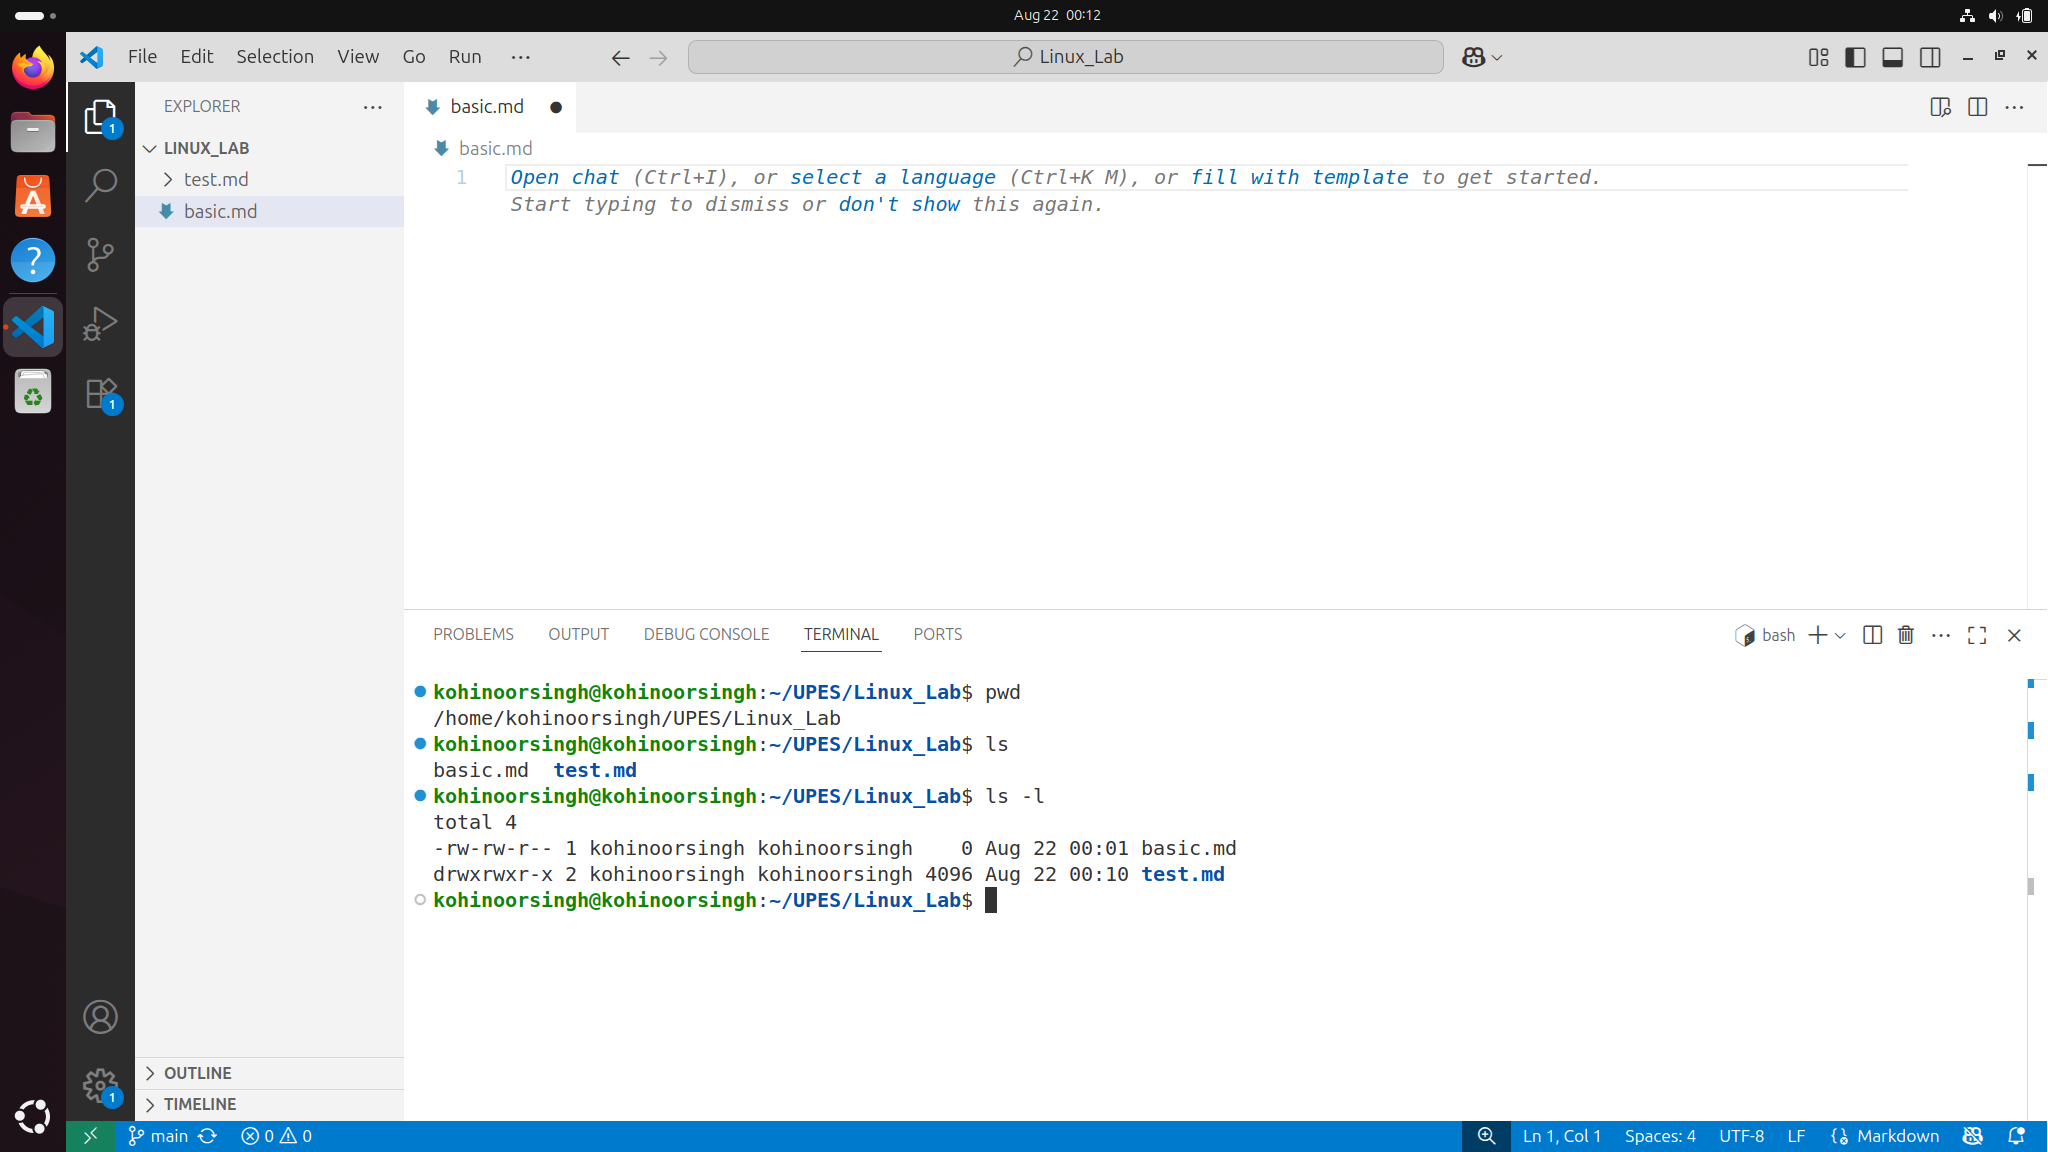 Aug 22 00:12
File Edit Selection View Go Run ···
Linux_Lab
EXPLORER
LINUX_LAB
test.md
basic.md
1
1
1
OUTLINE
TIMELINE
basic.md
basic.md
1 Open chat (Ctrl+I), or select a language (Ctrl+K M), or fill with template to get started.
Start typing to dismiss or don't show this again.
PROBLEMS OUTPUT DEBUG CONSOLE TERMINAL PORTS
bash
kohinoorsingh@kohinoorsingh:~/UPES/Linux_Lab$ pwd
/home/kohinoorsingh/UPES/Linux_Lab
kohinoorsingh@kohinoorsingh:~/UPES/Linux_Lab$ ls
basic.md  test.md
kohinoorsingh@kohinoorsingh:~/UPES/Linux_Lab$ ls -l
total 4
-rw-rw-r-- 1 kohinoorsingh kohinoorsingh    0 Aug 22 00:01 basic.md
drwxrwxr-x 2 kohinoorsingh kohinoorsingh 4096 Aug 22 00:10 test.md
kohinoorsingh@kohinoorsingh:~/UPES/Linux_Lab$
main 0 0 Ln 1, Col 1 Spaces: 4 UTF-8 LF Markdown